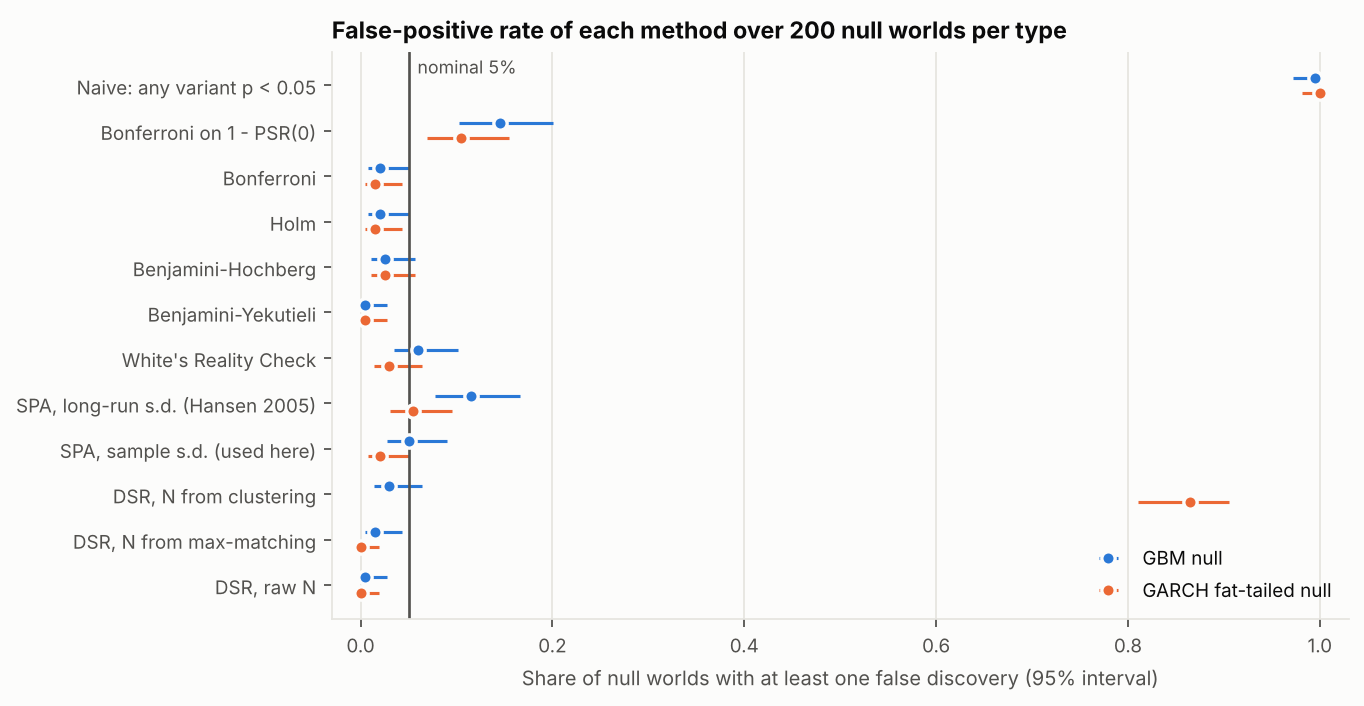 False-positive rate of each method over 200 null worlds per type
nominal 5%
Naive: any variant p < 0.05
Bonferroni on 1 - PSR(0)
Bonferroni
Holm
Benjamini-Hochberg
Benjamini-Yekutieli
White's Reality Check
SPA, long-run s.d. (Hansen 2005)
SPA, sample s.d. (used here)
DSR, N from clustering
DSR, N from max-matching
DSR, raw N
GBM null
GARCH fat-tailed null
0.0 0.2 0.4 0.6 0.8 1.0
Share of null worlds with at least one false discovery (95% interval)